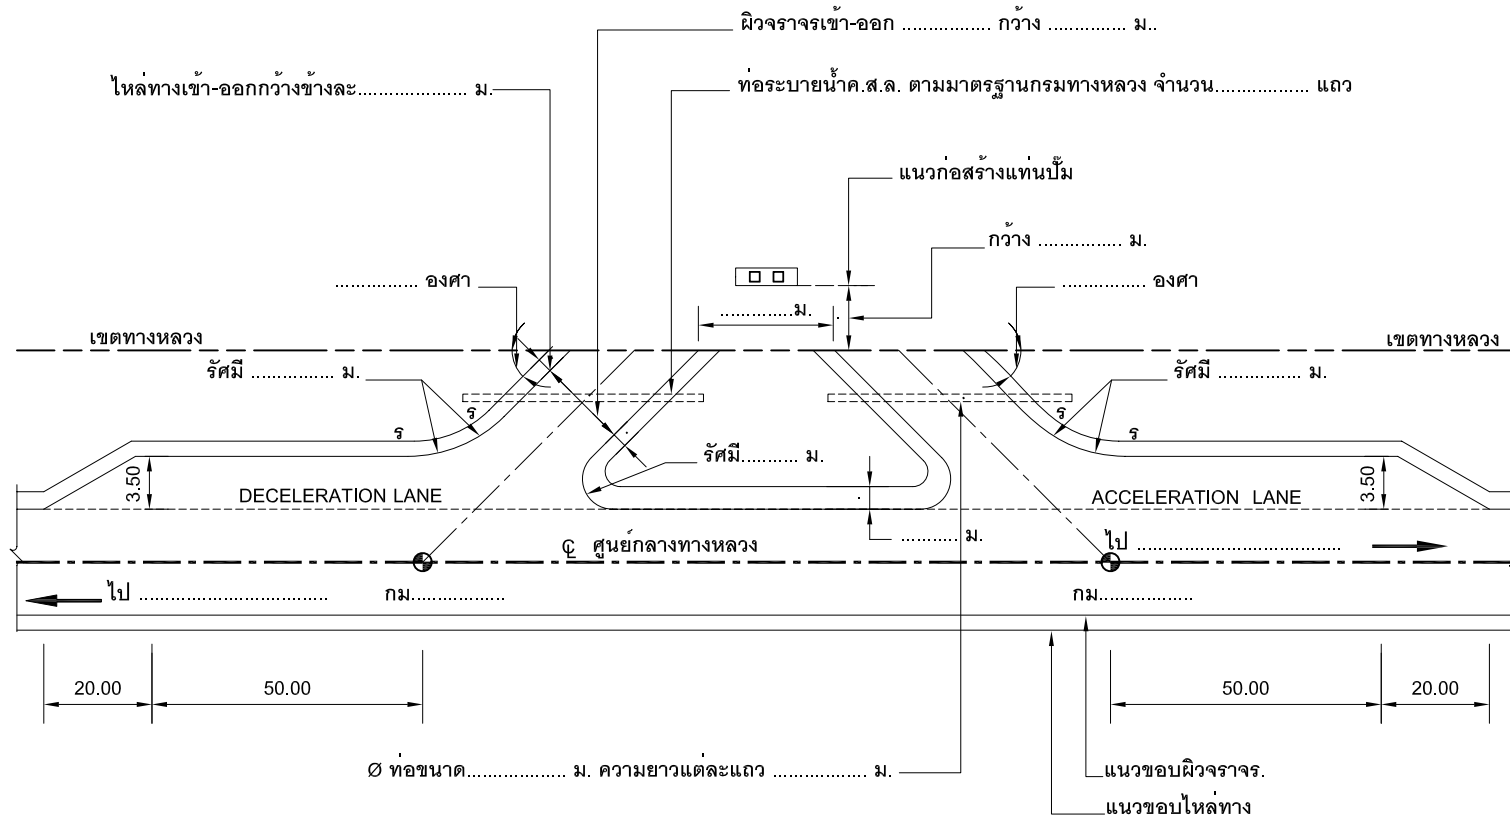 ผิวจราจรเข้า-ออก ................ กว้าง .............. ม..
ไหล่ทางเข้า-ออกกว้างข้างละ................... ม.
ท่อระบายน้ำค.ส.ล. ตามมาตรฐานกรมทางหลวง จำนวน................ แถว
แนวก่อสร้างแท่นปั๊ม
กว้าง ............... ม.
............... องศา
............... องศา
.............ม.
เขตทางหลวง
เขตทางหลวง
รัศมี ............... ม.
รัศมี ............... ม.
ร
ร
ร
ร
รัศมี.......... ม.
3.50
DECELERATION LANE
ACCELERATION LANE
3.50
.......... ม.
℄ ศูนย์กลางทางหลวง
ไป ....................................
ไป .................................
กม................
กม................
20.00
50.00
50.00
20.00
Ø ท่อขนาด................. ม. ความยาวแต่ละแถว ................ ม.
แนวขอบผิวจราจร.
แนวขอบไหล่ทาง